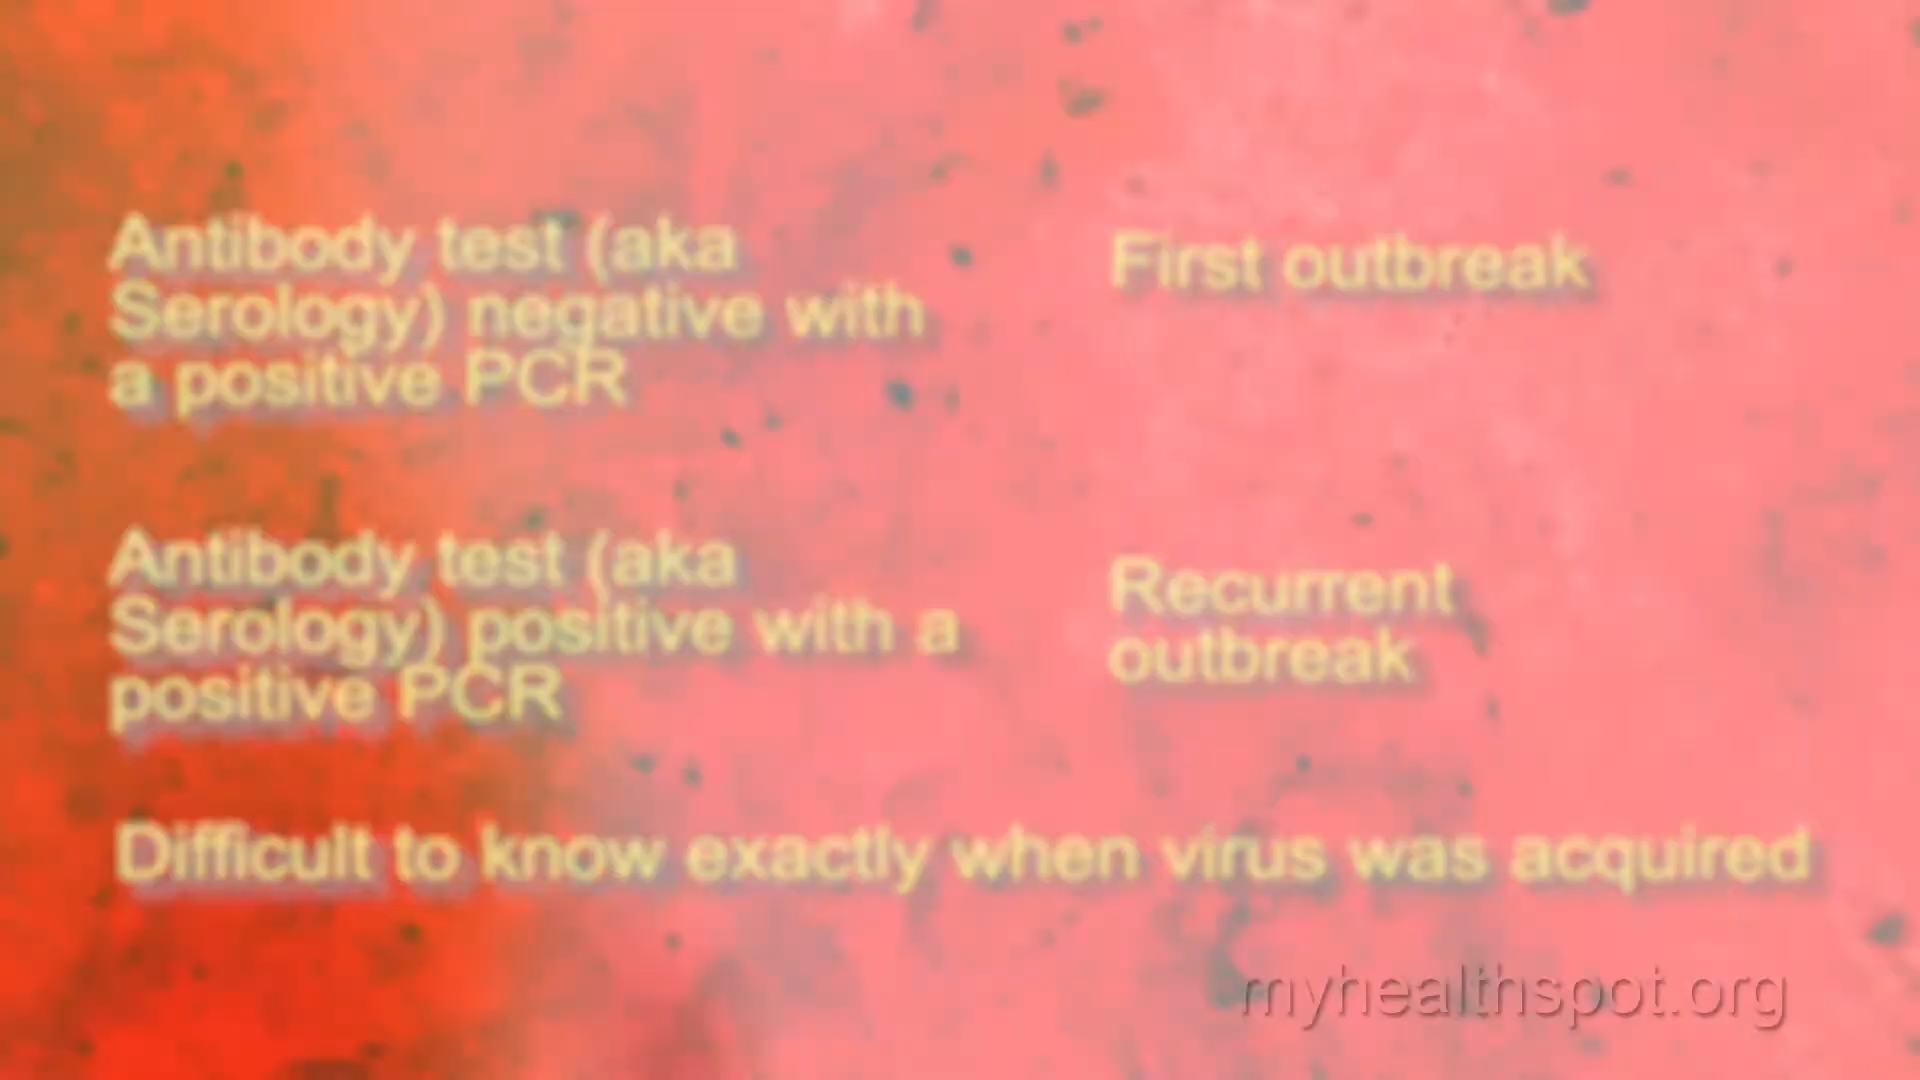 Antibody test (aka
Serology) negative with
a positive PCR
First outbreak
Antibody test (aka
Serology) positive with a
positive PCR
Recurrent
outbreak
Difficult to know exactly when virus was acquired
myhealthspot.org